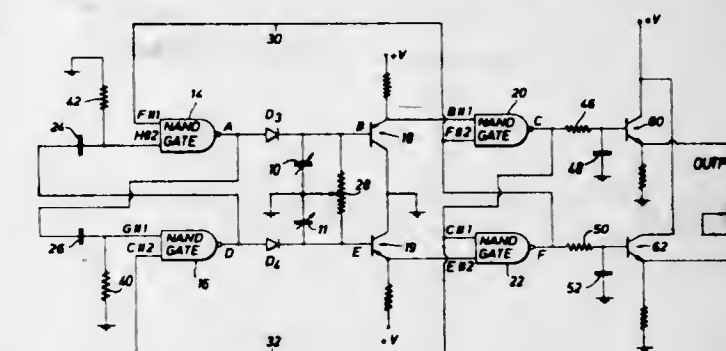 30
+V
+V
42
14
20
46
80
F#1
H#2
NAND
GATE
A
D3
B
18
B#1
F#2
NAND
GATE
C
24
10
28
48
OUTP
26
G#1
C#2
NAND
GATE
D
11
C#1
E#2
NAND
GATE
F
50
62
40
16
D4
E
19
22
52
32
+V